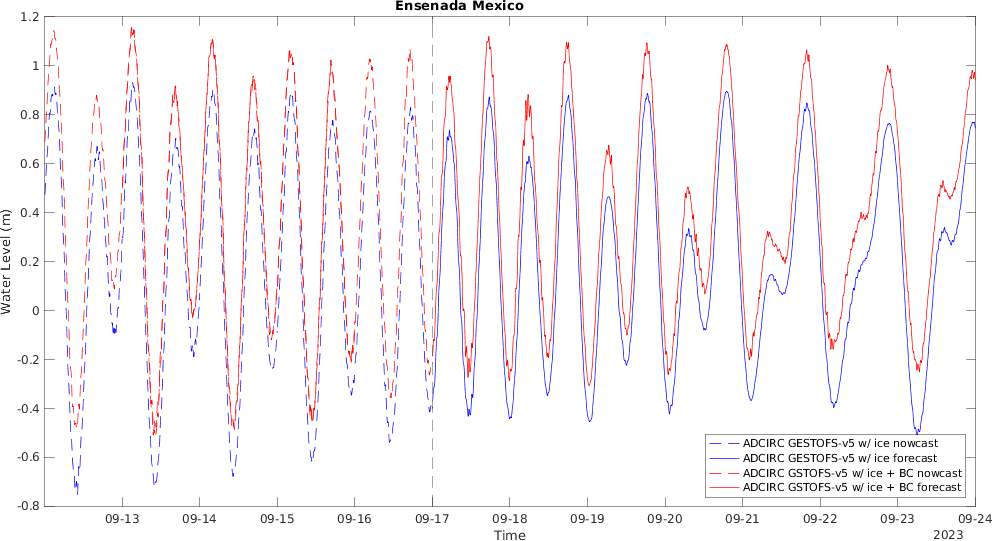 Ensenada Mexico
Water Level (m)
1.2
1
0.8
0.6
0.4
0.2
0
-0.2
-0.4
-0.6
-0.8
ADCIRC GESTOFS-v5 w/ ice nowcast
ADCIRC GESTOFS-v5 w/ ice forecast
ADCIRC GSTOFS-v5 w/ ice + BC nowcast
ADCIRC GSTOFS-v5 w/ ice + BC forecast
09-13 09-14 09-15 09-16 09-17 09-18 09-19 09-20 09-21 09-22 09-23 09-24
Time
2023